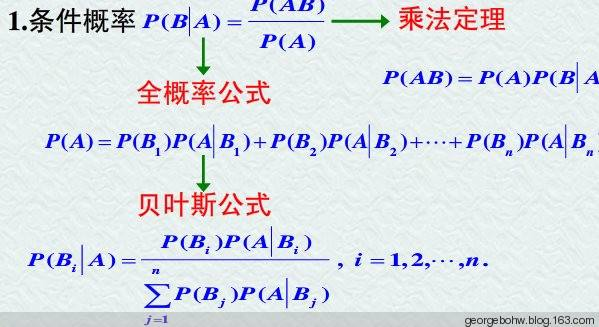 1.条件概率 P(B|A) = P(AB) / P(A) → 乘法定理
P(AB) = P(A)P(B|A
全概率公式
P(A) = P(B₁)P(A|B₁) + P(B₂)P(A|B₂) + ⋯ + P(Bₙ)P(A|Bₙ
贝叶斯公式
P(Bᵢ|A) = P(Bᵢ)P(A|Bᵢ) / ∑ⁿⱼ₌₁ P(Bⱼ)P(A|Bⱼ) , i = 1,2,⋯,n.
georgebohw.blog.163.com